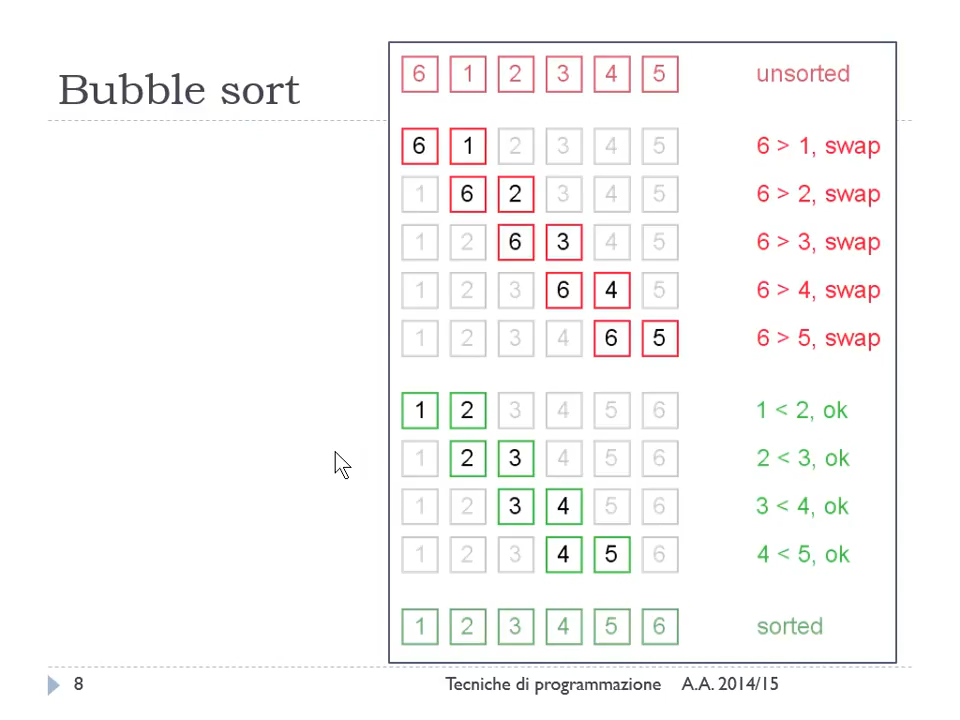 Bubble sort
6 1 2 3 4 5 unsorted
6 1 2 3 4 5 6 > 1, swap
1 6 2 3 4 5 6 > 2, swap
1 2 6 3 4 5 6 > 3, swap
1 2 3 6 4 5 6 > 4, swap
1 2 3 4 6 5 6 > 5, swap
1 2 3 4 5 6 1 < 2, ok
1 2 3 4 5 6 2 < 3, ok
1 2 3 4 5 6 3 < 4, ok
1 2 3 4 5 6 4 < 5, ok
1 2 3 4 5 6 sorted
8 Tecniche di programmazione A.A. 2014/15